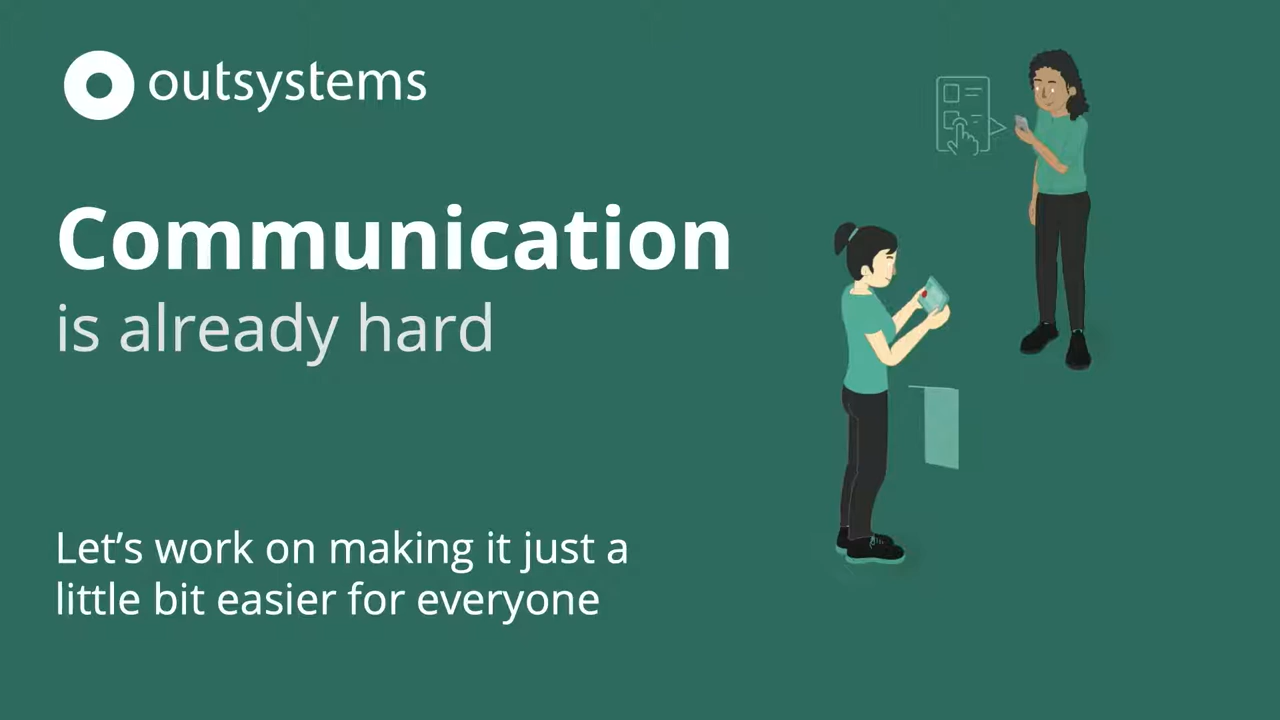 outsystems
Communication
is already hard
Let’s work on making it just a
little bit easier for everyone